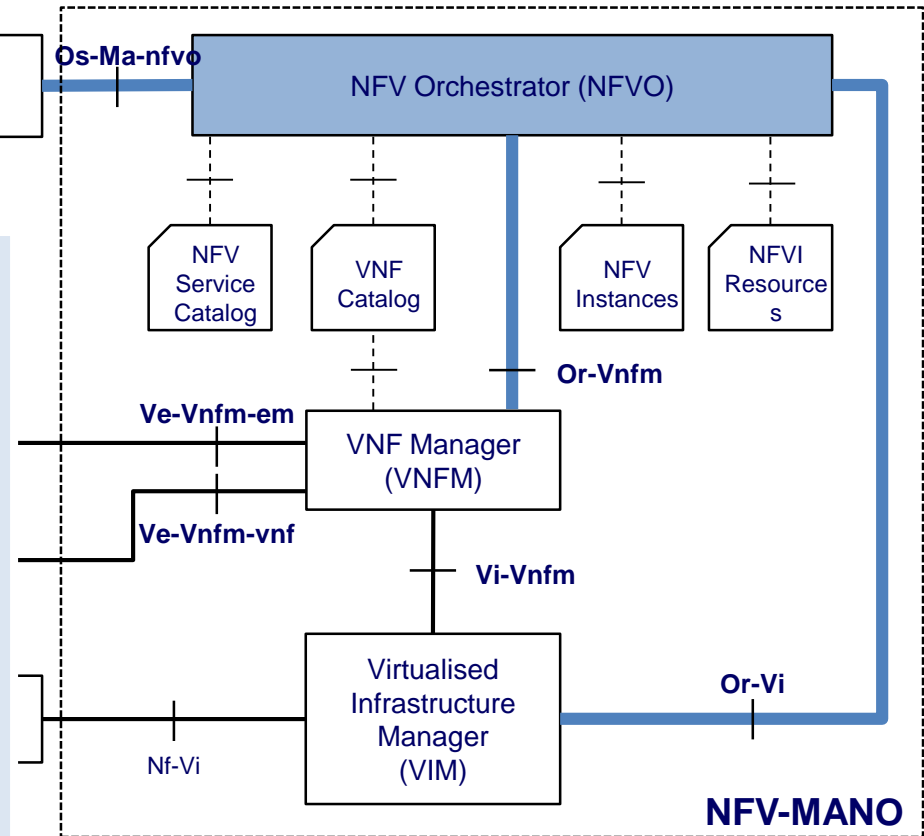 Os-Ma-nfvo
NFV Orchestrator (NFVO)
NFV
Service
Catalog
VNF
Catalog
NFV
Instances
NFVI
Resource
s
Or-Vnfm
Ve-Vnfm-em
VNF Manager
(VNFM)
Ve-Vnfm-vnf
Vi-Vnfm
Virtualised
Infrastructure
Manager
(VIM)
Or-Vi
Nf-Vi
NFV-MANO